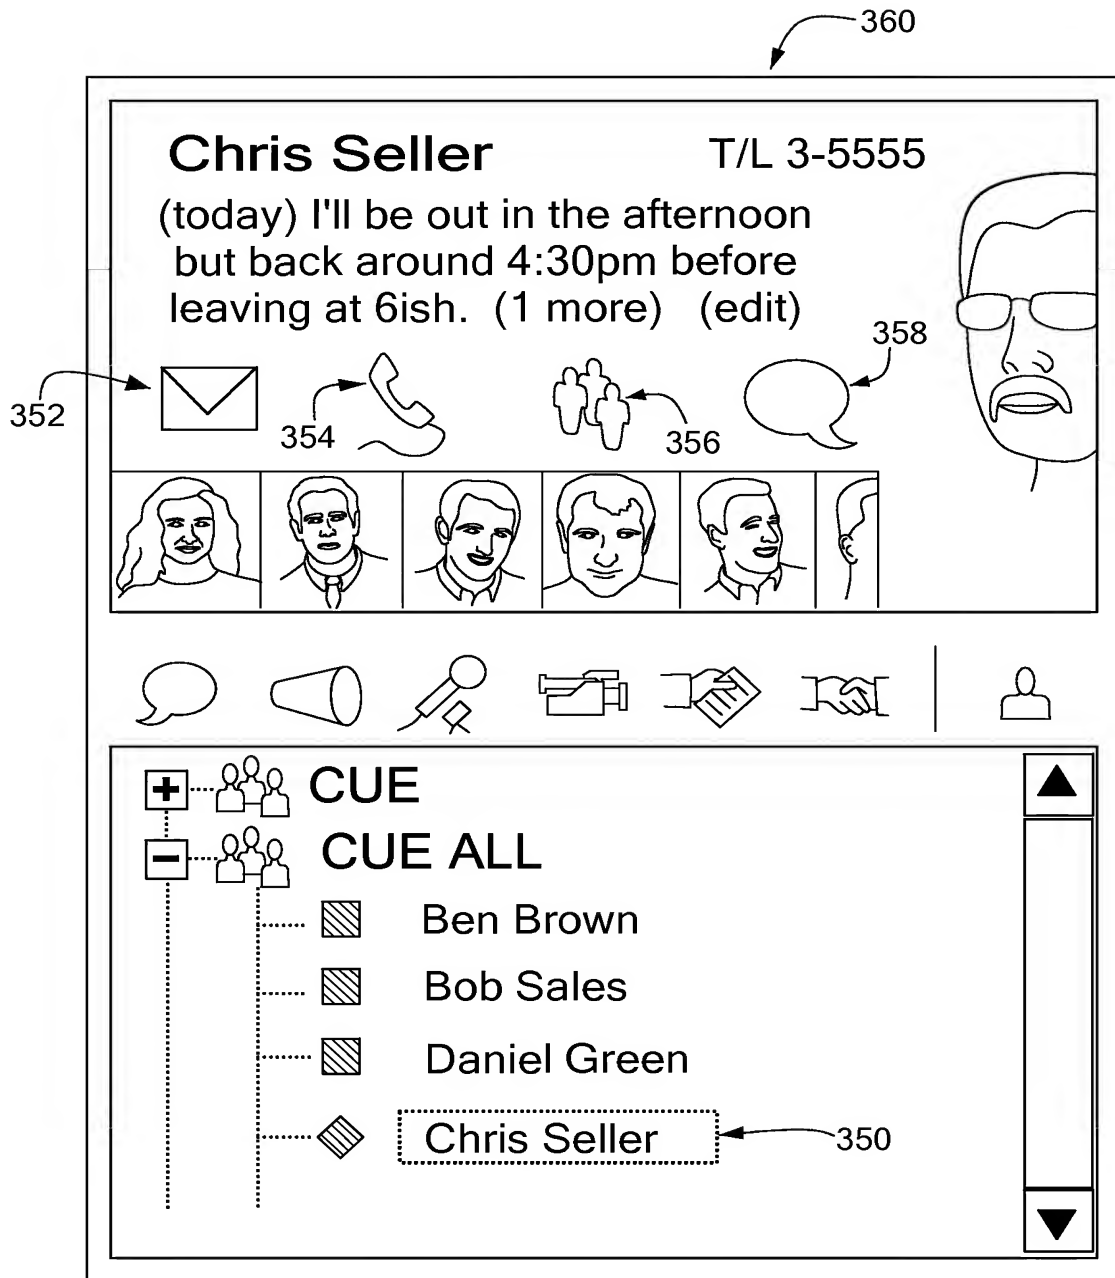 360
Chris Seller T/L 3-5555
(today) I'll be out in the afternoon
but back around 4:30pm before
leaving at 6ish. (1 more) (edit)
358
352
354
356
+ CUE
− CUE ALL
Ben Brown
Bob Sales
Daniel Green
Chris Seller 350